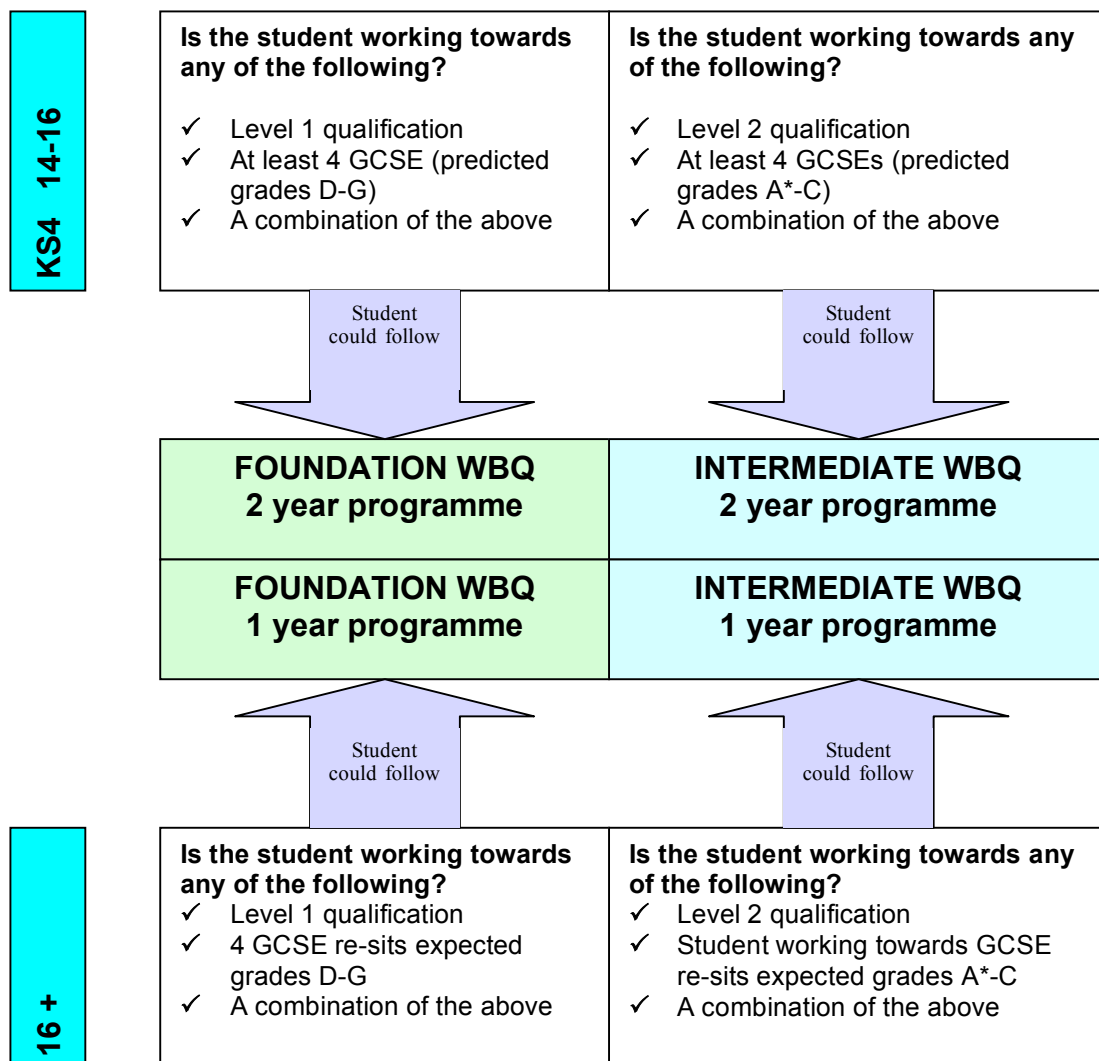 KS4 14-16
Is the student working towards
any of the following?
✓ Level 1 qualification
✓ At least 4 GCSE (predicted
grades D-G)
✓ A combination of the above
Is the student working towards any
of the following?
✓ Level 2 qualification
✓ At least 4 GCSEs (predicted
grades A*-C)
✓ A combination of the above
Student
could follow
Student
could follow
FOUNDATION WBQ
2 year programme
INTERMEDIATE WBQ
2 year programme
FOUNDATION WBQ
1 year programme
INTERMEDIATE WBQ
1 year programme
Student
could follow
Student
could follow
16 +
Is the student working towards
any of the following?
✓ Level 1 qualification
✓ 4 GCSE re-sits expected
grades D-G
✓ A combination of the above
Is the student working towards any
of the following?
✓ Level 2 qualification
✓ Student working towards GCSE
re-sits expected grades A*-C
✓ A combination of the above